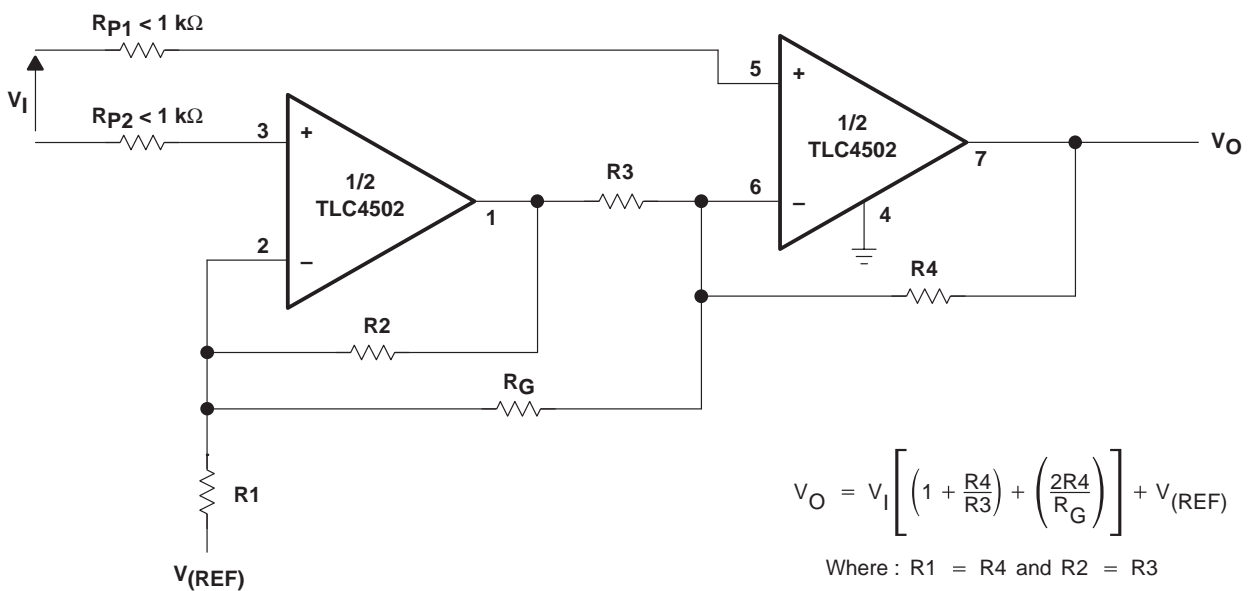 RP1 < 1 kΩ
VI
RP2 < 1 kΩ
3
+
1/2
TLC4502
1
2
–
R3
5
+
1/2
TLC4502
7
6
–
4
VO
R4
R2
RG
R1
V(REF)
VO = VI [ ( 1 + R4/R3 ) + ( 2R4/RG ) ] + V(REF)
Where : R1 = R4 and R2 = R3